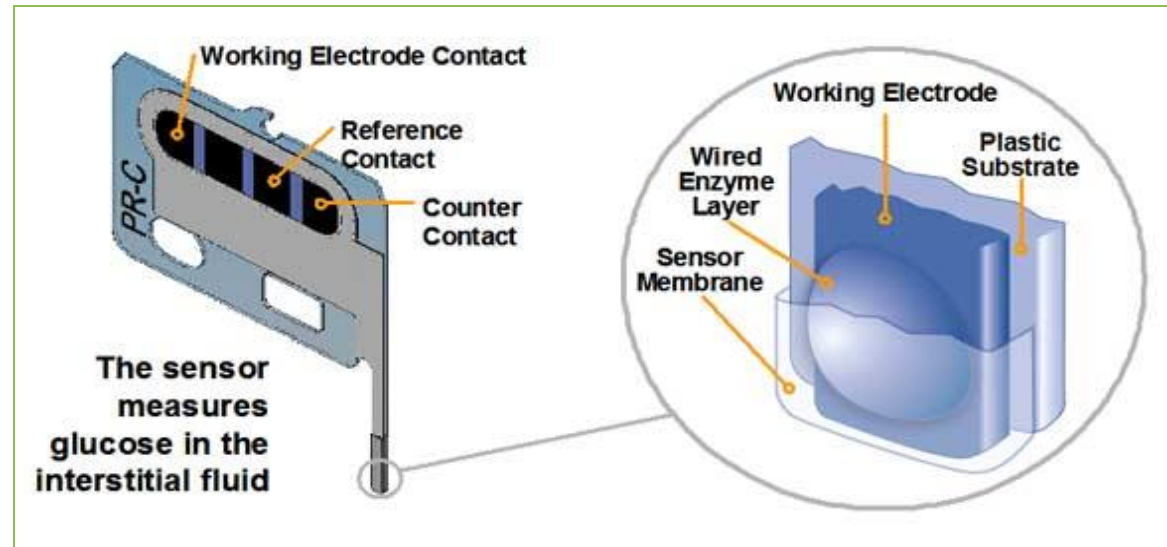 Working Electrode Contact
Reference
Contact
Counter
Contact
PR-C
The sensor
measures
glucose in the
interstitial fluid
Working Electrode
Wired
Enzyme
Layer
Plastic
Substrate
Sensor
Membrane